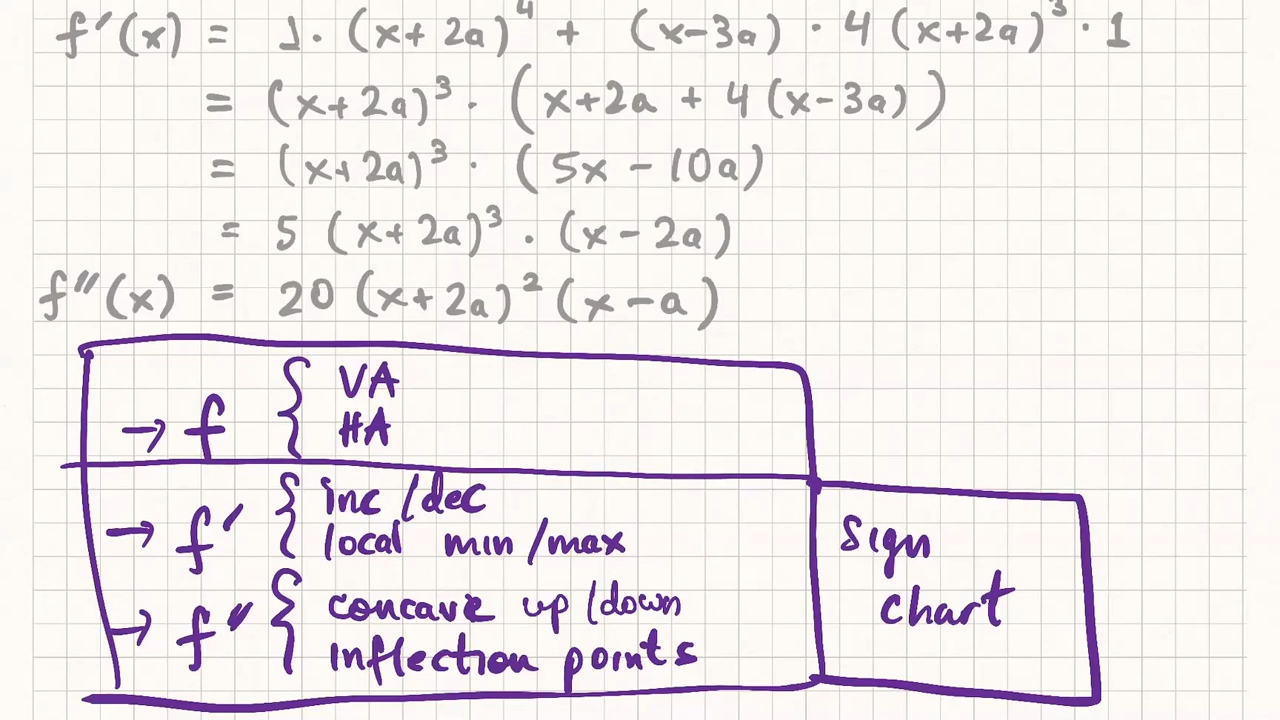 f'(x) = 1·(x+2a)⁴ + (x-3a)·4(x+2a)³·1
= (x+2a)³·(x+2a+4(x-3a))
= (x+2a)³·(5x-10a)
= 5(x+2a)³·(x-2a)
f''(x) = 20(x+2a)²(x-a)
→ f { VA
HA
→ f' { inc/dec
local min/max
→ f'' { concave up/down
inflection points
Sign
chart